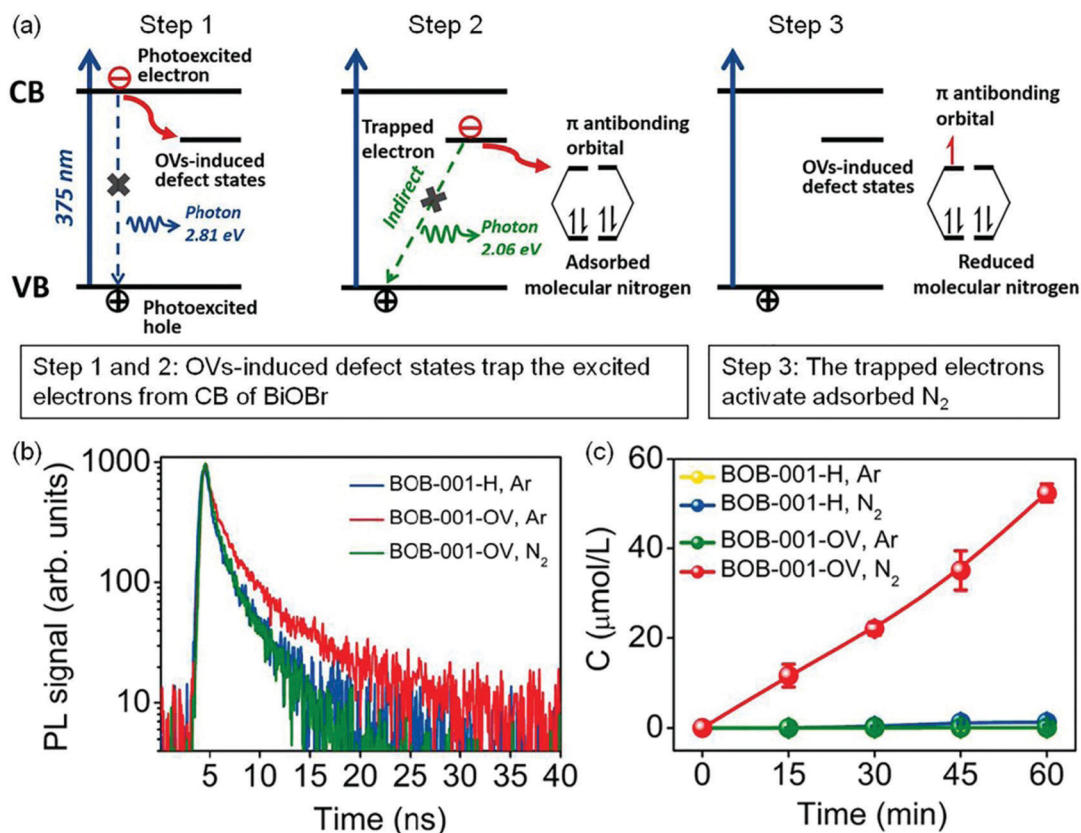 (a)
Step 1
Step 2
Step 3
Photoexcited
electron
CB
OVs-induced
defect states
375 nm
Photon
2.81 eV
VB
Photoexcited
hole
Trapped
electron
π antibonding
orbital
Indirect
Photon
2.06 eV
Adsorbed
molecular nitrogen
π antibonding
orbital
OVs-induced
defect states
Reduced
molecular nitrogen
Step 1 and 2: OVs-induced defect states trap the excited
electrons from CB of BiOBr
Step 3: The trapped electrons
activate adsorbed N₂
(b)
PL signal (arb. units)
1000
100
10
BOB-001-H, Ar
BOB-001-OV, Ar
BOB-001-OV, N₂
5 10 15 20 25 30 35 40
Time (ns)
(c)
C (μmol/L)
60
40
20
0
BOB-001-H, Ar
BOB-001-H, N₂
BOB-001-OV, Ar
BOB-001-OV, N₂
0 15 30 45 60
Time (min)